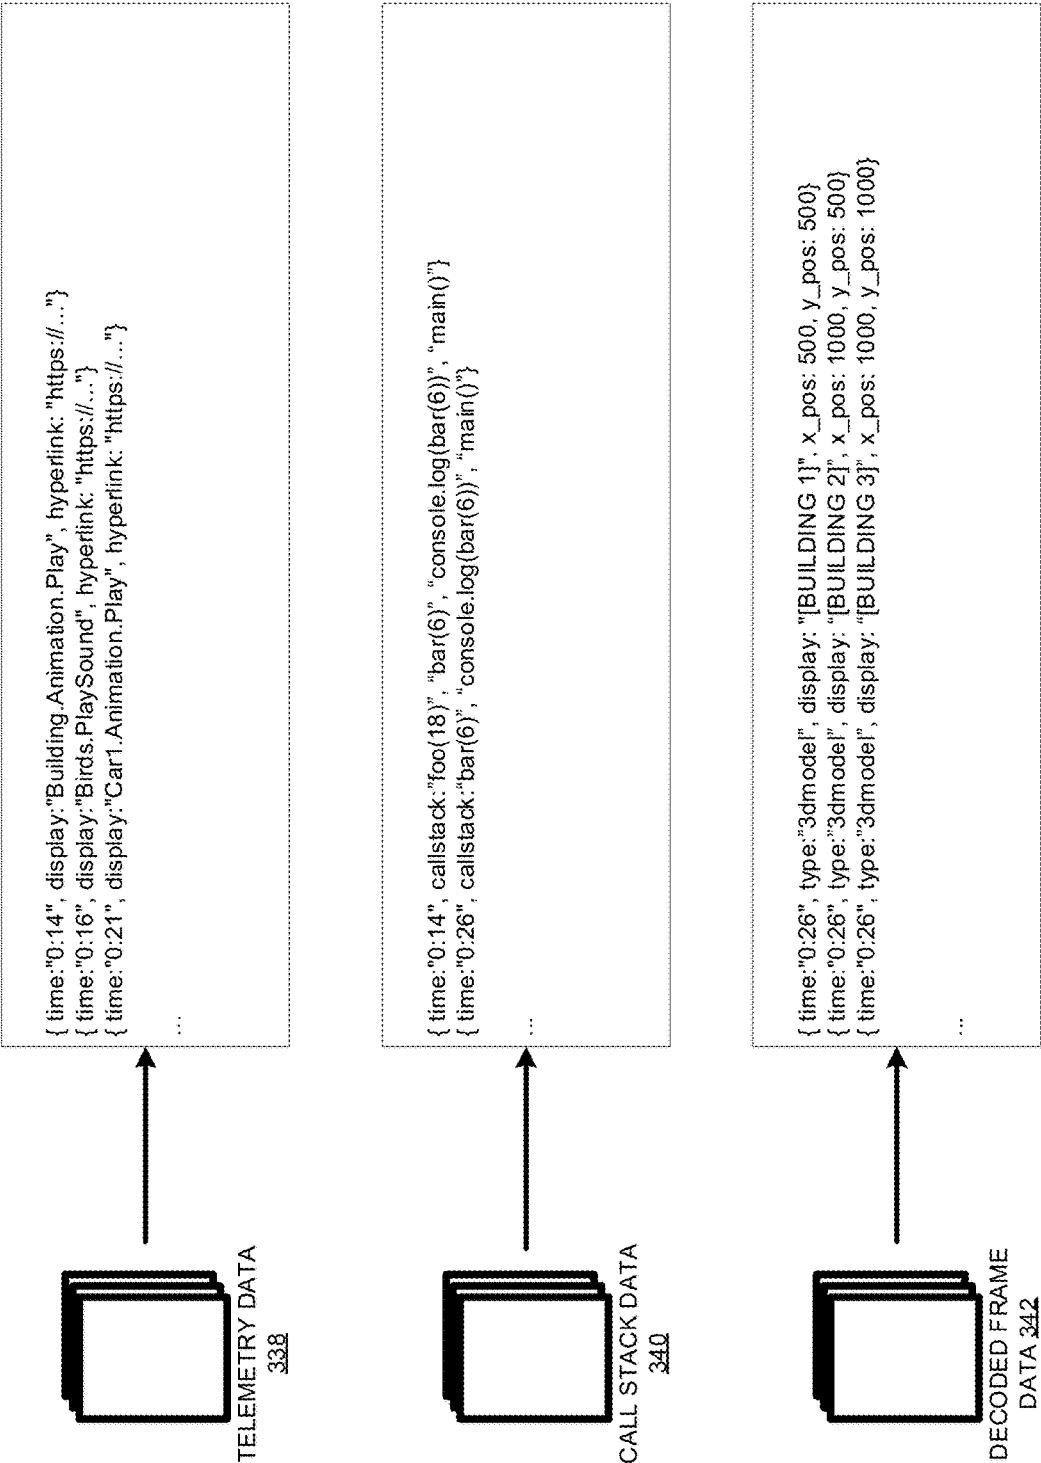 TELEMETRY DATA
338
{ time:"0:14", display:"Building.Animation.Play", hyperlink: "https://..."}
{ time:"0:16", display:"Birds.PlaySound", hyperlink: "https://..."}
{ time:"0:21", display:"Car1.Animation.Play", hyperlink: "https://..."}
...
CALL STACK DATA
340
{ time:"0:14", callstack:"foo(18)", "bar(6)", "console.log(bar(6))", "main()"}
{ time:"0:26", callstack:"bar(6)", "console.log(bar(6))", "main()"}
...
DECODED FRAME
DATA 342
{ time:"0:26", type:"3dmodel", display: "[BUILDING 1]", x_pos: 500, y_pos: 500}
{ time:"0:26", type:"3dmodel", display: "[BUILDING 2]", x_pos: 1000, y_pos: 500}
{ time:"0:26", type:"3dmodel", display: "[BUILDING 3]", x_pos: 1000, y_pos: 1000}
...